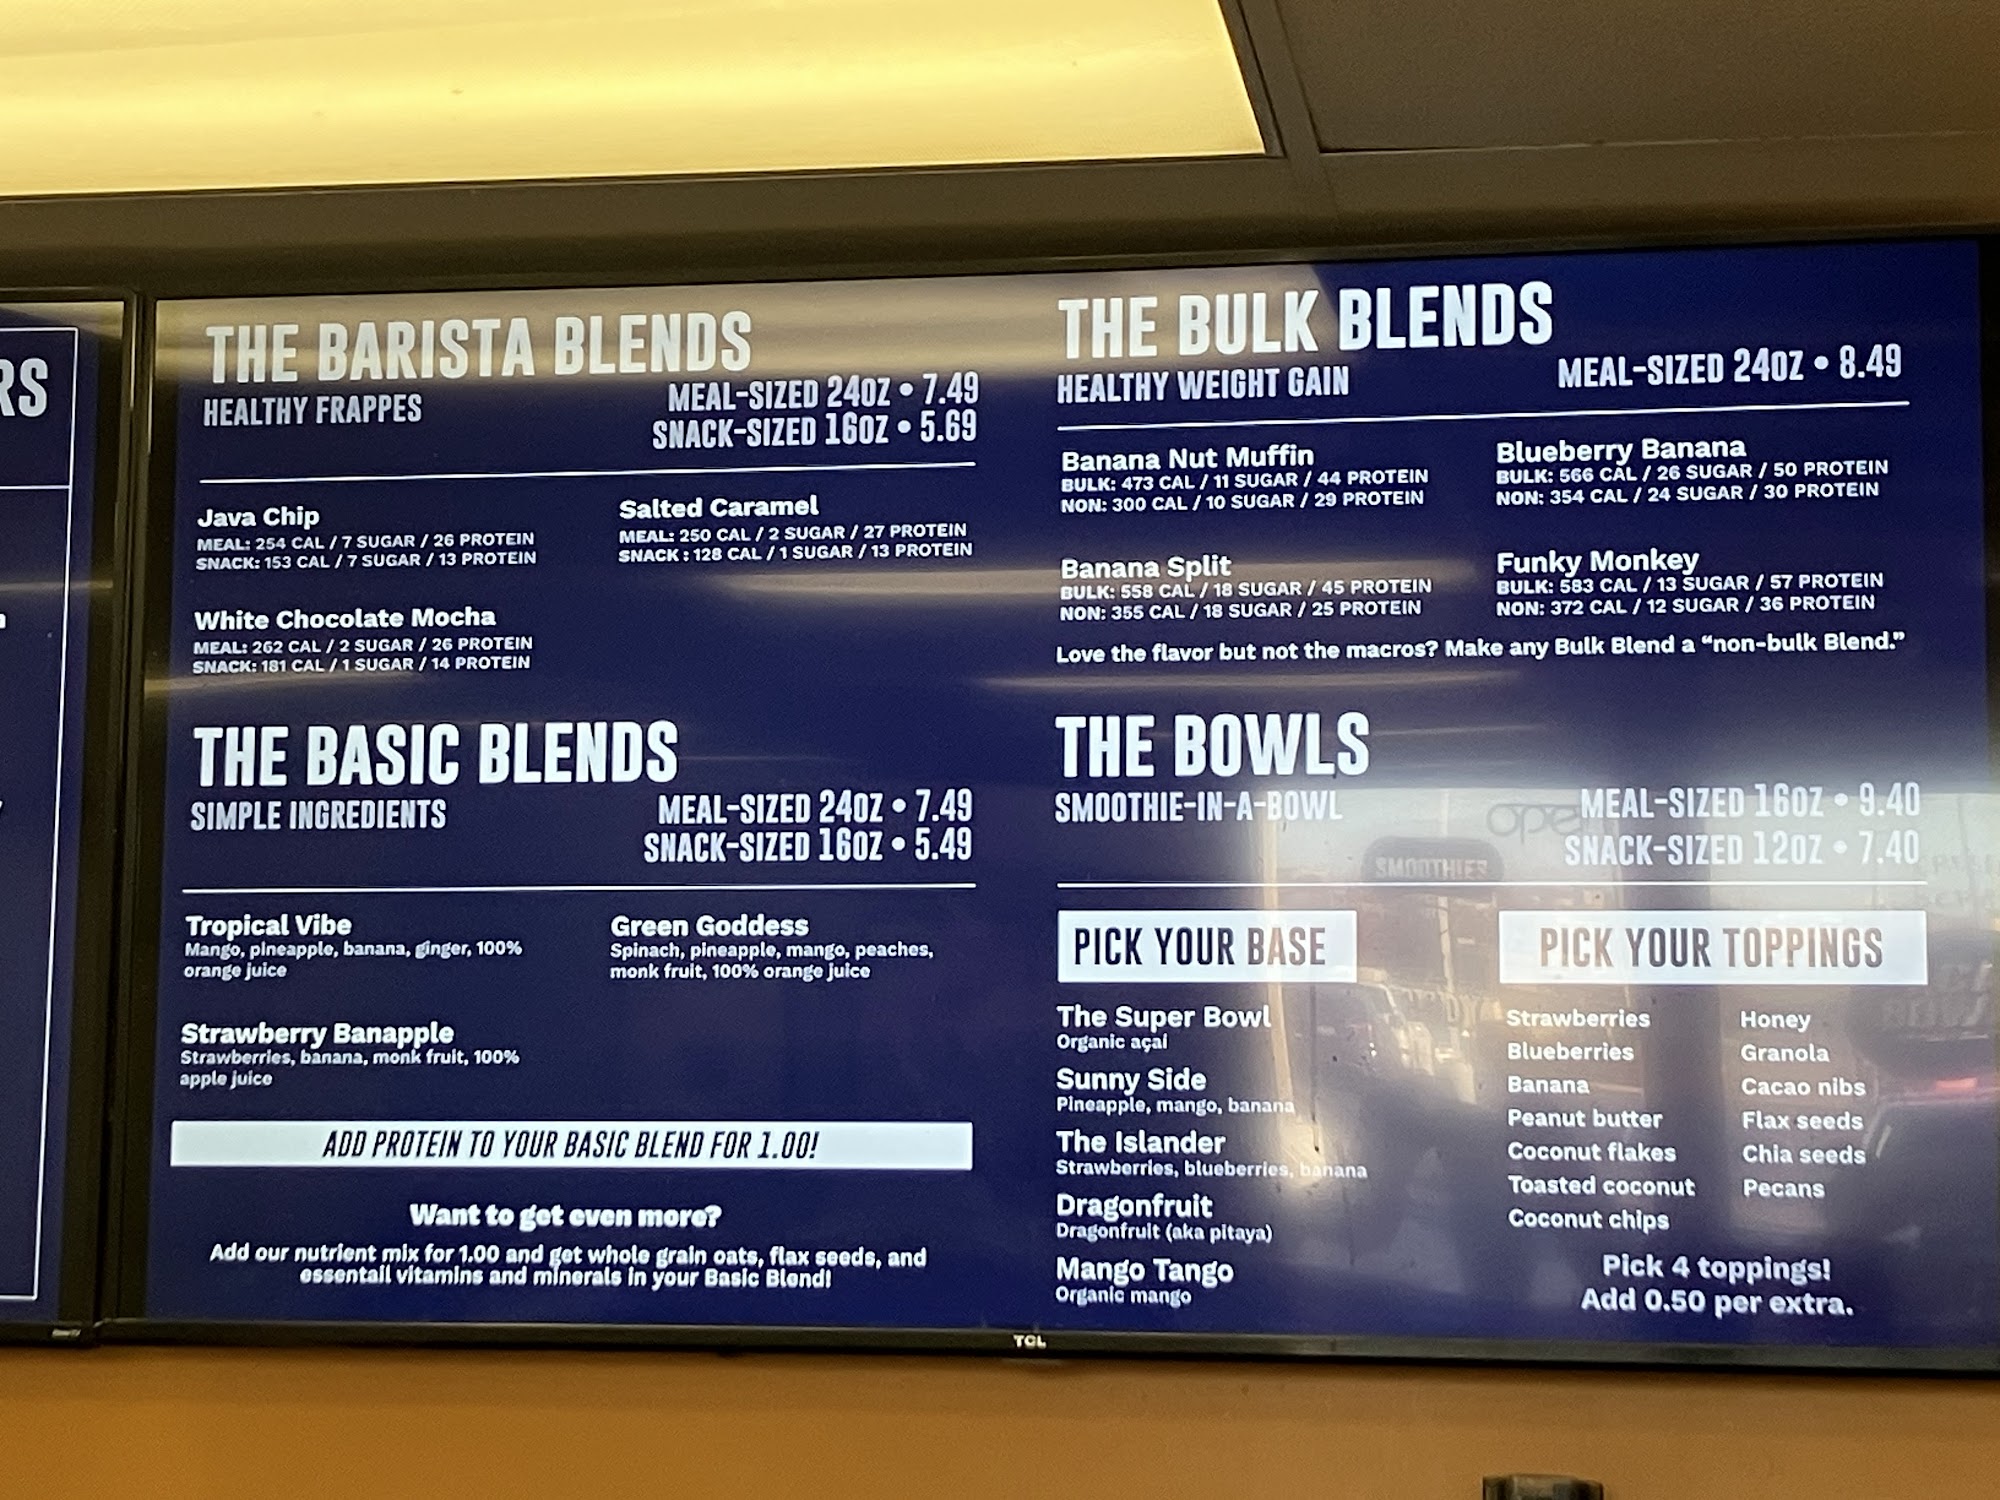 RS
THE BARISTA BLENDS
HEALTHY FRAPPES
MEAL-SIZED 24OZ • 7.49
SNACK-SIZED 16OZ • 5.69
Java Chip
MEAL: 254 CAL / 7 SUGAR / 26 PROTEIN
SNACK: 153 CAL / 7 SUGAR / 13 PROTEIN
Salted Caramel
MEAL: 250 CAL / 2 SUGAR / 27 PROTEIN
SNACK : 128 CAL / 1 SUGAR / 13 PROTEIN
White Chocolate Mocha
MEAL: 262 CAL / 2 SUGAR / 26 PROTEIN
SNACK: 181 CAL / 1 SUGAR / 14 PROTEIN
THE BASIC BLENDS
SIMPLE INGREDIENTS
MEAL-SIZED 24OZ • 7.49
SNACK-SIZED 16OZ • 5.49
Tropical Vibe
Mango, pineapple, banana, ginger, 100%
orange juice
Green Goddess
Spinach, pineapple, mango, peaches,
monk fruit, 100% orange juice
Strawberry Banapple
Strawberries, banana, monk fruit, 100%
apple juice
ADD PROTEIN TO YOUR BASIC BLEND FOR 1.00!
Want to get even more?
Add our nutrient mix for 1.00 and get whole grain oats, flax seeds, and
essentail vitamins and minerals in your Basic Blend!
THE BULK BLENDS
HEALTHY WEIGHT GAIN
MEAL-SIZED 24OZ • 8.49
Banana Nut Muffin
BULK: 473 CAL / 11 SUGAR / 44 PROTEIN
NON: 300 CAL / 10 SUGAR / 29 PROTEIN
Blueberry Banana
BULK: 566 CAL / 26 SUGAR / 50 PROTEIN
NON: 354 CAL / 24 SUGAR / 30 PROTEIN
Banana Split
BULK: 558 CAL / 18 SUGAR / 45 PROTEIN
NON: 355 CAL / 18 SUGAR / 25 PROTEIN
Funky Monkey
BULK: 583 CAL / 13 SUGAR / 57 PROTEIN
NON: 372 CAL / 12 SUGAR / 36 PROTEIN
Love the flavor but not the macros? Make any Bulk Blend a “non-bulk Blend.”
THE BOWLS
SMOOTHIE-IN-A-BOWL
MEAL-SIZED 16OZ • 9.40
SNACK-SIZED 12OZ • 7.40
open
SMOOTHIES
PICK YOUR BASE
The Super Bowl
Organic açaí
Sunny Side
Pineapple, mango, banana
The Islander
Strawberries, blueberries, banana
Dragonfruit
Dragonfruit (aka pitaya)
Mango Tango
Organic mango
PICK YOUR TOPPINGS
Strawberries
Blueberries
Banana
Peanut butter
Coconut flakes
Toasted coconut
Coconut chips
Honey
Granola
Cacao nibs
Flax seeds
Chia seeds
Pecans
Pick 4 toppings!
Add 0.50 per extra.
TCL